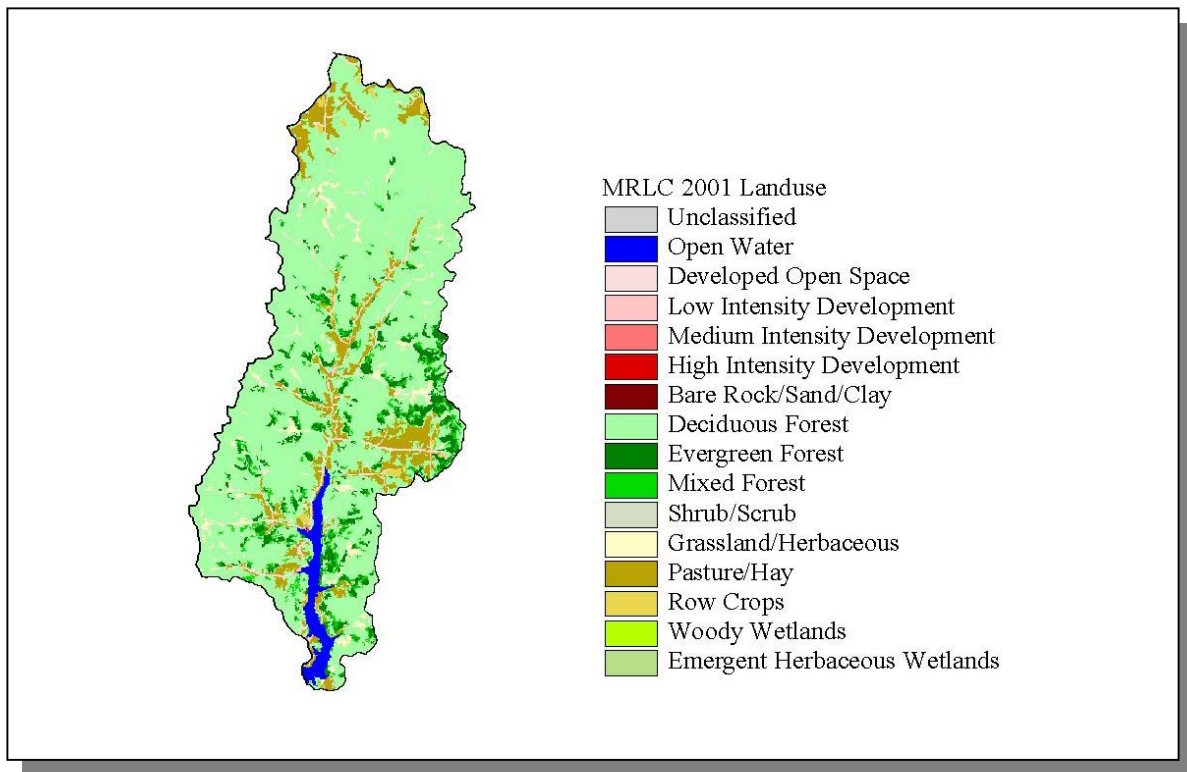 MRLC 2001 Landuse
Unclassified
Open Water
Developed Open Space
Low Intensity Development
Medium Intensity Development
High Intensity Development
Bare Rock/Sand/Clay
Deciduous Forest
Evergreen Forest
Mixed Forest
Shrub/Scrub
Grassland/Herbaceous
Pasture/Hay
Row Crops
Woody Wetlands
Emergent Herbaceous Wetlands